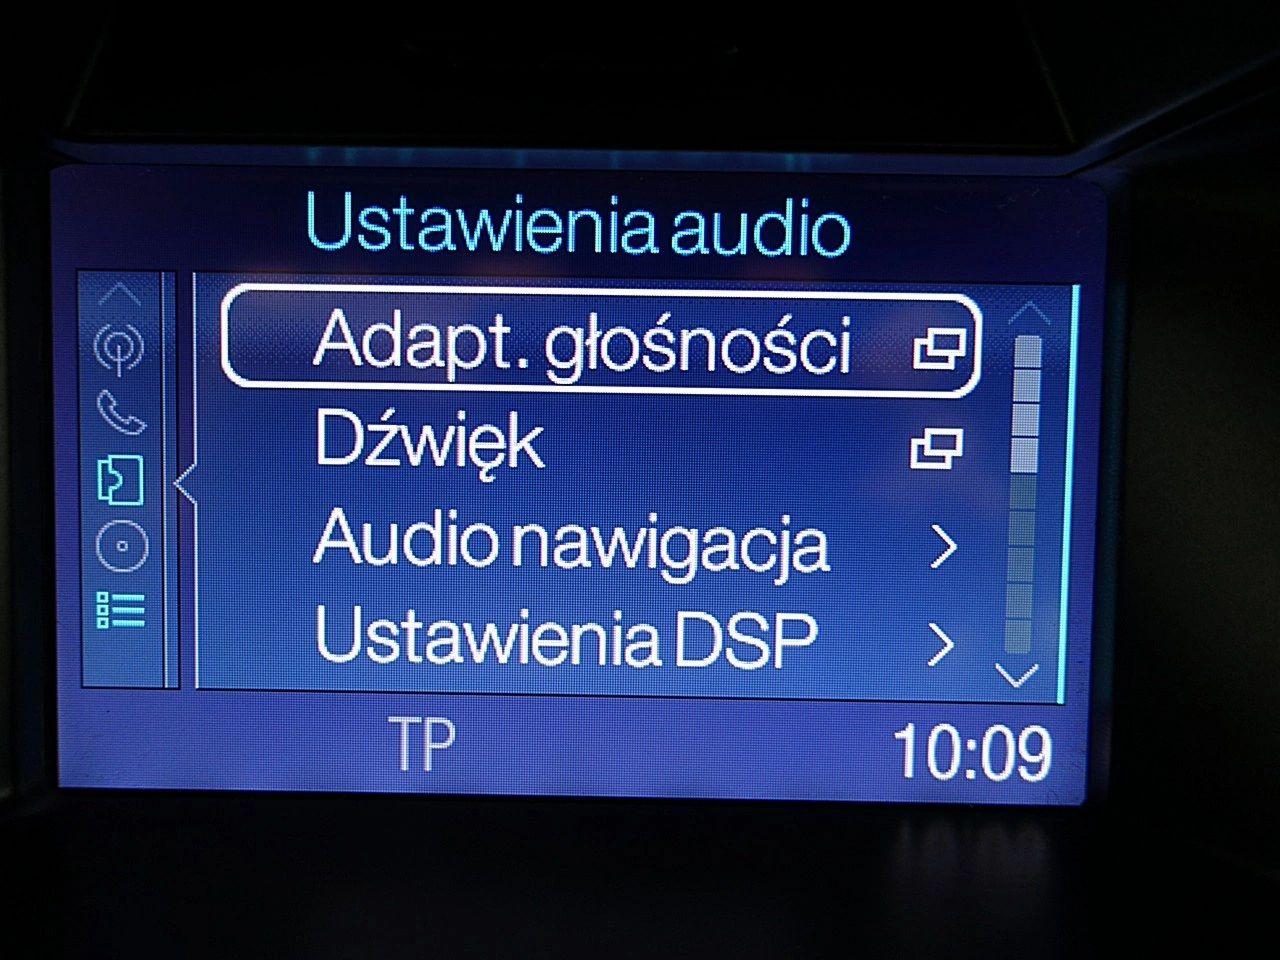 Ustawienia audio
Adapt. głośności
Dźwięk
Audio nawigacja
Ustawienia DSP
TP 10:09